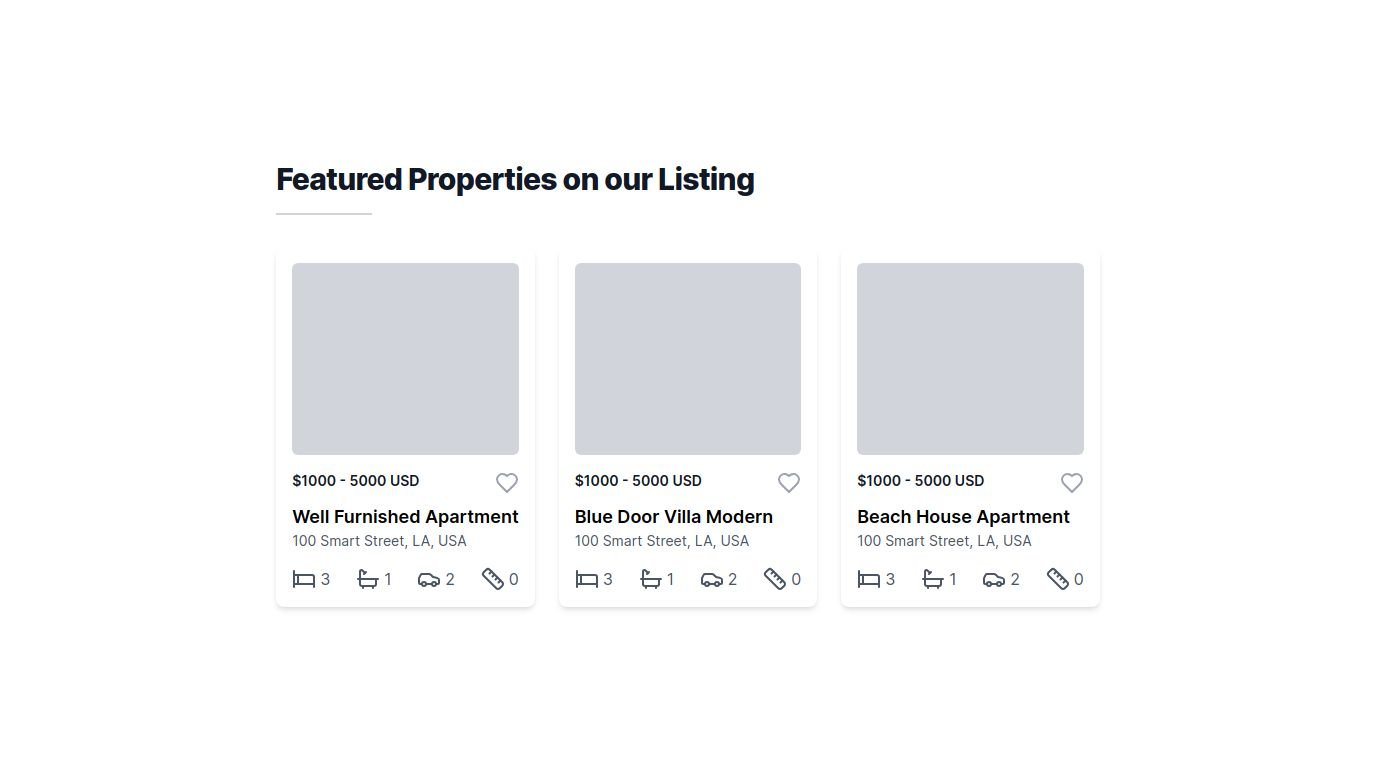 Featured Properties on our Listing
$1000 - 5000 USD
Well Furnished Apartment
100 Smart Street, LA, USA
3 1 2 0
$1000 - 5000 USD
Blue Door Villa Modern
100 Smart Street, LA, USA
3 1 2 0
$1000 - 5000 USD
Beach House Apartment
100 Smart Street, LA, USA
3 1 2 0